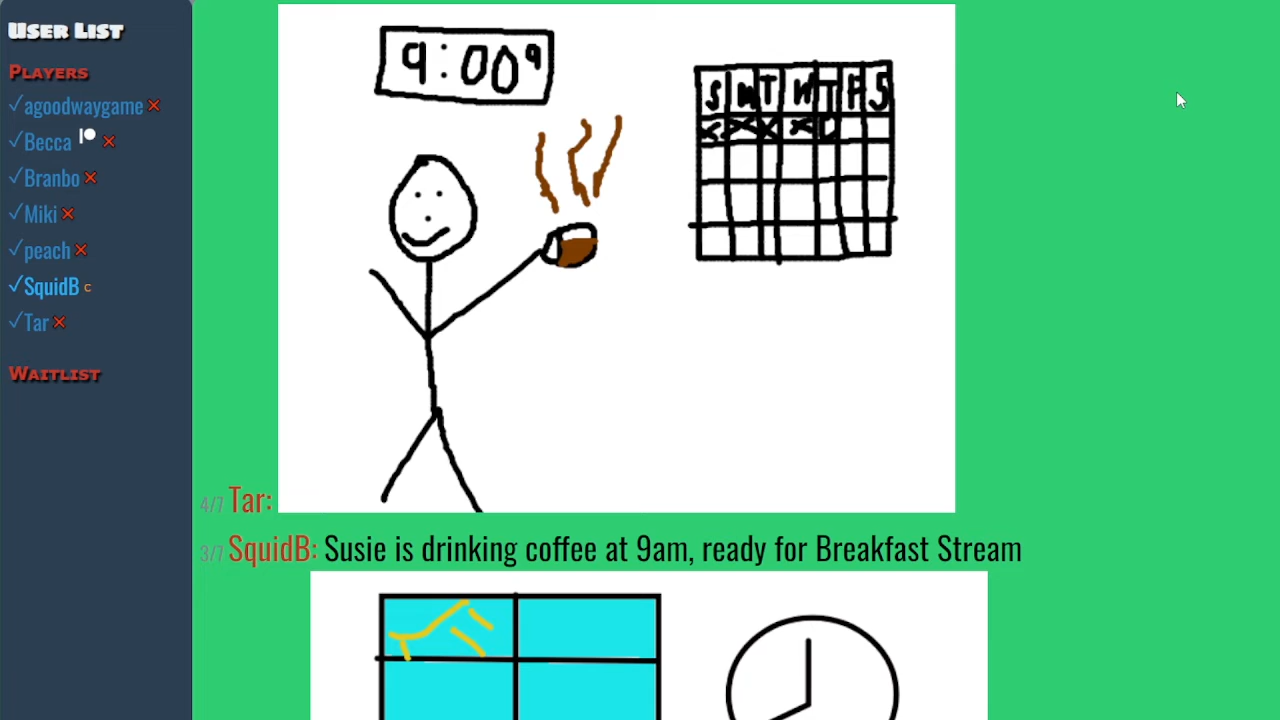 USER LIST
PLAYERS
✓agoodwaygame ✕
✓Becca ✕
✓Branbo ✕
✓Miki ✕
✓peach ✕
✓SquidB c
✓Tar ✕
WAITLIST
9:00 a
S M T W T F S
X X X X D
4/7 Tar:
3/7 SquidB: Susie is drinking coffee at 9am, ready for Breakfast Stream